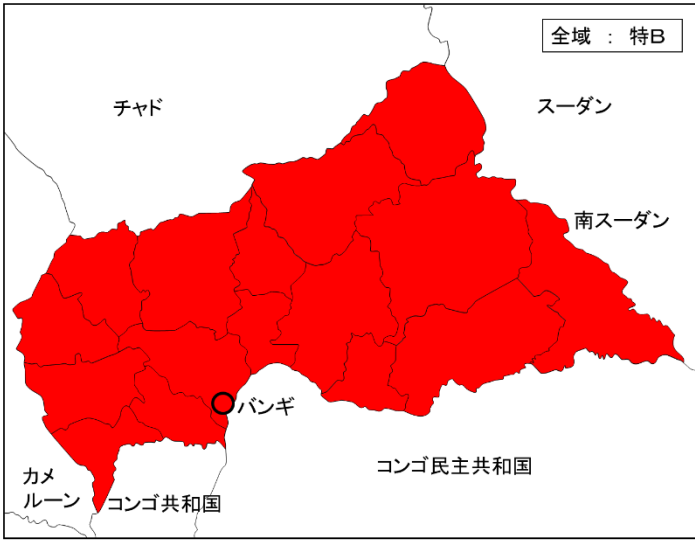 全域 : 特B
チャド
スーダン
南スーダン
バンギ
コンゴ民主共和国
カメ
ルーン
コンゴ共和国